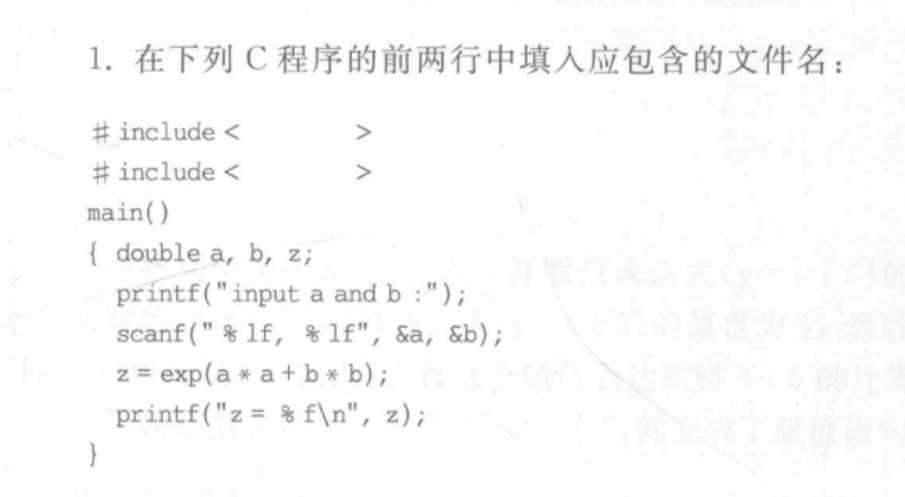 1. 在下列 C 程序的前两行中填入应包含的文件名：
# include < >
# include < >
main()
{ double a, b, z;
printf("input a and b :");
scanf(" % lf, % lf", &a, &b);
z = exp(a * a + b * b);
printf("z = % f\n", z);
}